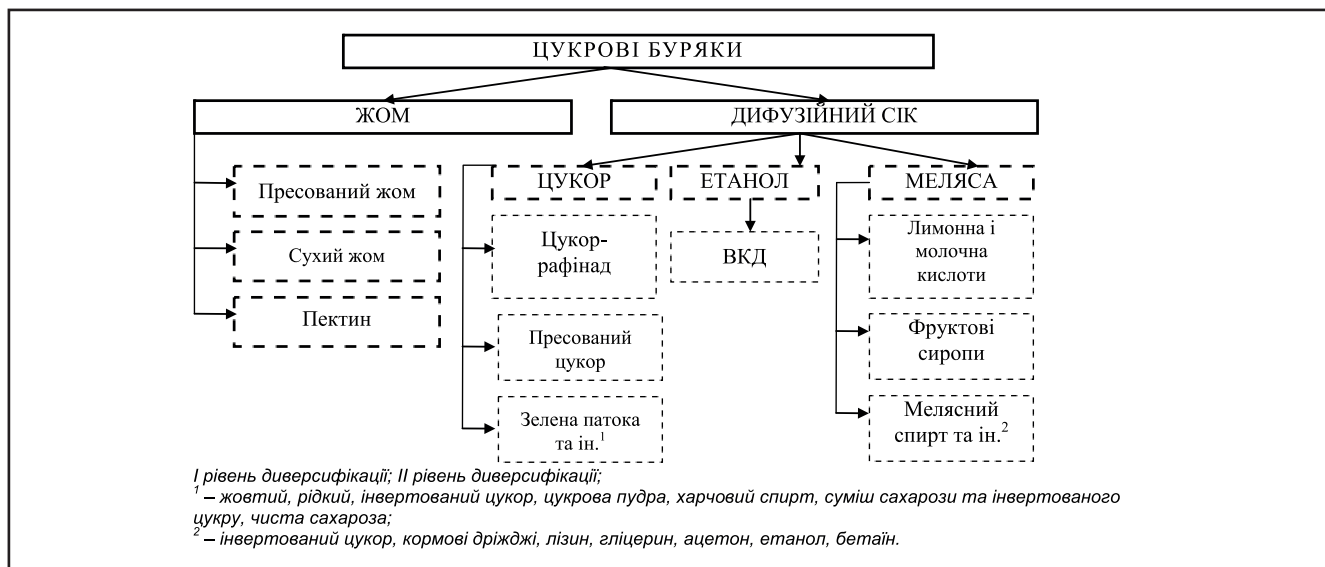 ЦУКРОВІ БУРЯКИ
ЖОМ
ДИФУЗІЙНИЙ СІК
Пресований жом
Сухий жом
Пектин
ЦУКОР
Цукор-
рафінад
Пресований
цукор
Зелена патока
та ін.¹
ЕТАНОЛ
ВКД
МЕЛЯСА
Лимонна і
молочна
кислоти
Фруктові
сиропи
Мелясний
спирт та ін.²
І рівень диверсифікації; ІІ рівень диверсифікації;
¹ – жовтий, рідкий, інвертований цукор, цукрова пудра, харчовий спирт, суміш сахарози та інвертованого
цукру, чиста сахароза;
² – інвертований цукор, кормові дріжджі, лізин, гліцерин, ацетон, етанол, бетаїн.